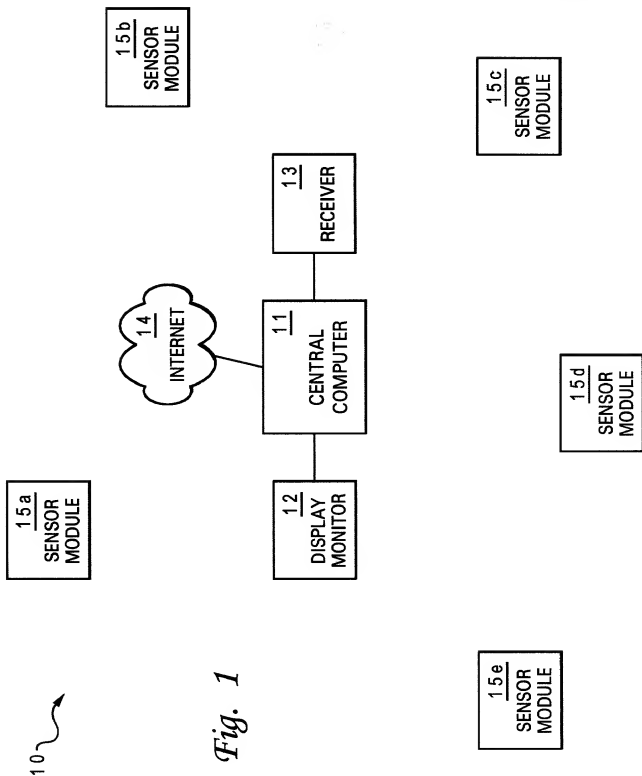 10
15a
SENSOR
MODULE
15b
SENSOR
MODULE
14
INTERNET
12
DISPLAY
MONITOR
11
CENTRAL
COMPUTER
13
RECEIVER
15e
SENSOR
MODULE
15d
SENSOR
MODULE
15c
SENSOR
MODULE
Fig. 1